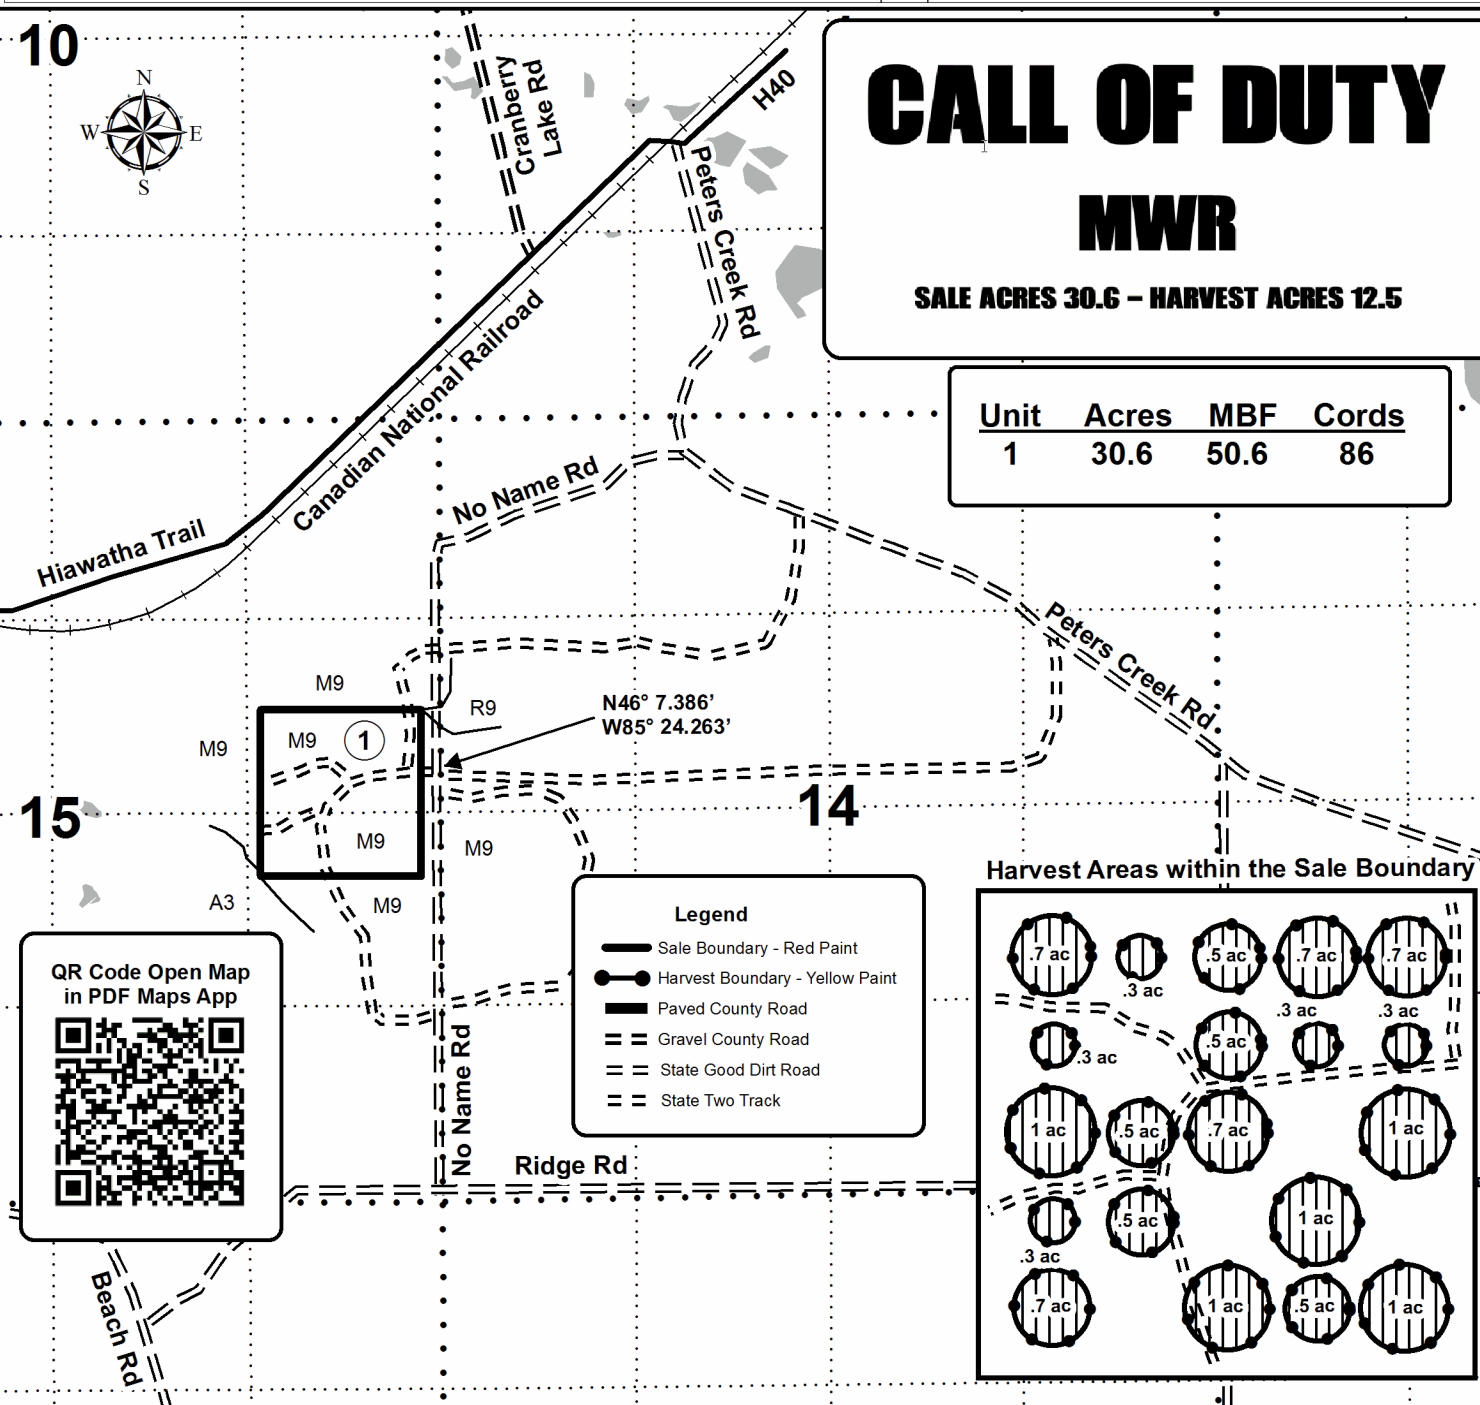 10
N
W E
S
Cranberry
Lake Rd
H40
CALL OF DUTY
MWR
SALE ACRES 30.6 – HARVEST ACRES 12.5
Peters Creek Rd
Canadian National Railroad
Hiawatha Trail
No Name Rd
Unit Acres MBF Cords
1 30.6 50.6 86
Peters Creek Rd
M9
R9
N46° 7.386’
W85° 24.263’
M9
M9 1
15
14
M9
M9
A3
M9
Harvest Areas within the Sale Boundary
.7 ac
.3 ac
.5 ac
.7 ac
.7 ac
.3 ac
.5 ac
.3 ac
.3 ac
1 ac
.5 ac
.7 ac
1 ac
.3 ac
.5 ac
1 ac
.7 ac
1 ac
.5 ac
1 ac
Legend
Sale Boundary - Red Paint
Harvest Boundary - Yellow Paint
Paved County Road
Gravel County Road
State Good Dirt Road
State Two Track
QR Code Open Map
in PDF Maps App
No Name Rd
Ridge Rd
Beach Rd